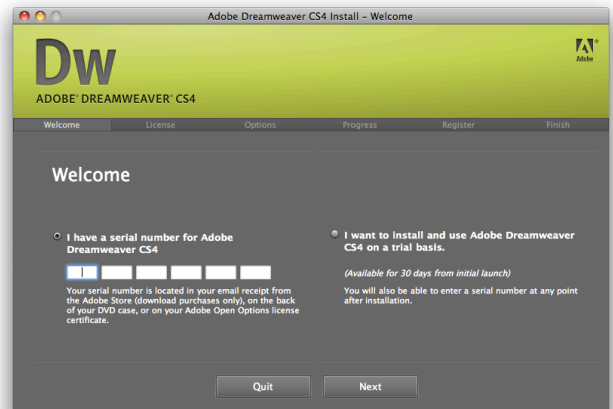 Adobe Dreamweaver CS4 Install – Welcome
Dw
Adobe
ADOBE® DREAMWEAVER® CS4
Welcome License Options Progress Register Finish
Welcome
I have a serial number for Adobe
Dreamweaver CS4
Your serial number is located in your email receipt from
the Adobe Store (download purchases only), on the back
of your DVD case, or on your Adobe Open Options license
certificate.
I want to install and use Adobe Dreamweaver
CS4 on a trial basis.
(Available for 30 days from initial launch)
You will also be able to enter a serial number at any point
after installation.
Quit Next